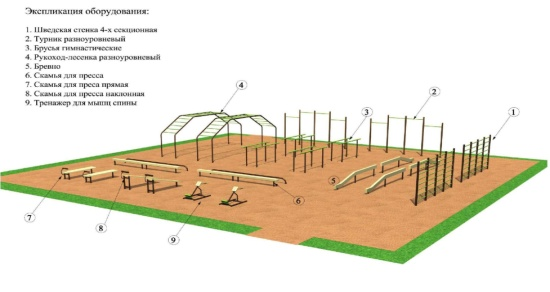 Экспликация оборудования:
1. Шведская стенка 4-х секционная
2. Турник разноуровневый
3. Брусья гимнастические
4. Рукоход-лесенка разноуровневый
5. Бревно
6. Скамья для пресса
7. Скамья для преса прямая
8. Скамья для пресса наклонная
9. Тренажер для мышц спины
4
2
3
1
5
6
7
8
9